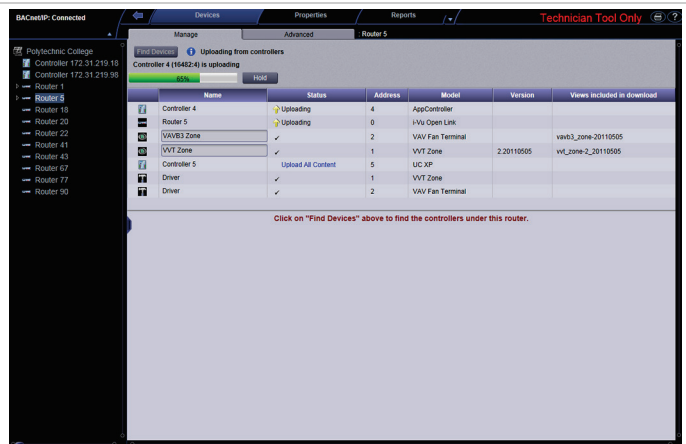 BACnet/IP: Connected
Devices
Properties
Reports
Technician Tool Only
?
Manage
Advanced
: Router 5
Polytechnic College
Controller 172.31.219.18
Controller 172.31.219.98
Router 1
Router 5
Router 18
Router 20
Router 22
Router 41
Router 43
Router 67
Router 77
Router 90
Find Devices
Uploading from controllers
Controller 4 (16482:4) is uploading
65%
Hold
Name Status Address Model Version Views included in download
Controller 4 Uploading 4 AppController
Router 5 Uploading 0 i-Vu Open Link
VAVB3 Zone ✓ 2 VAV Fan Terminal vavb3_zone-20110505
VVT Zone ✓ 1 VVT Zone 2.20110505 vvt_zone-2_20110505
Controller 5 Upload All Content 5 UC XP
Driver ✓ 1 VVT Zone
Driver ✓ 2 VAV Fan Terminal
Click on "Find Devices" above to find the controllers under this router.